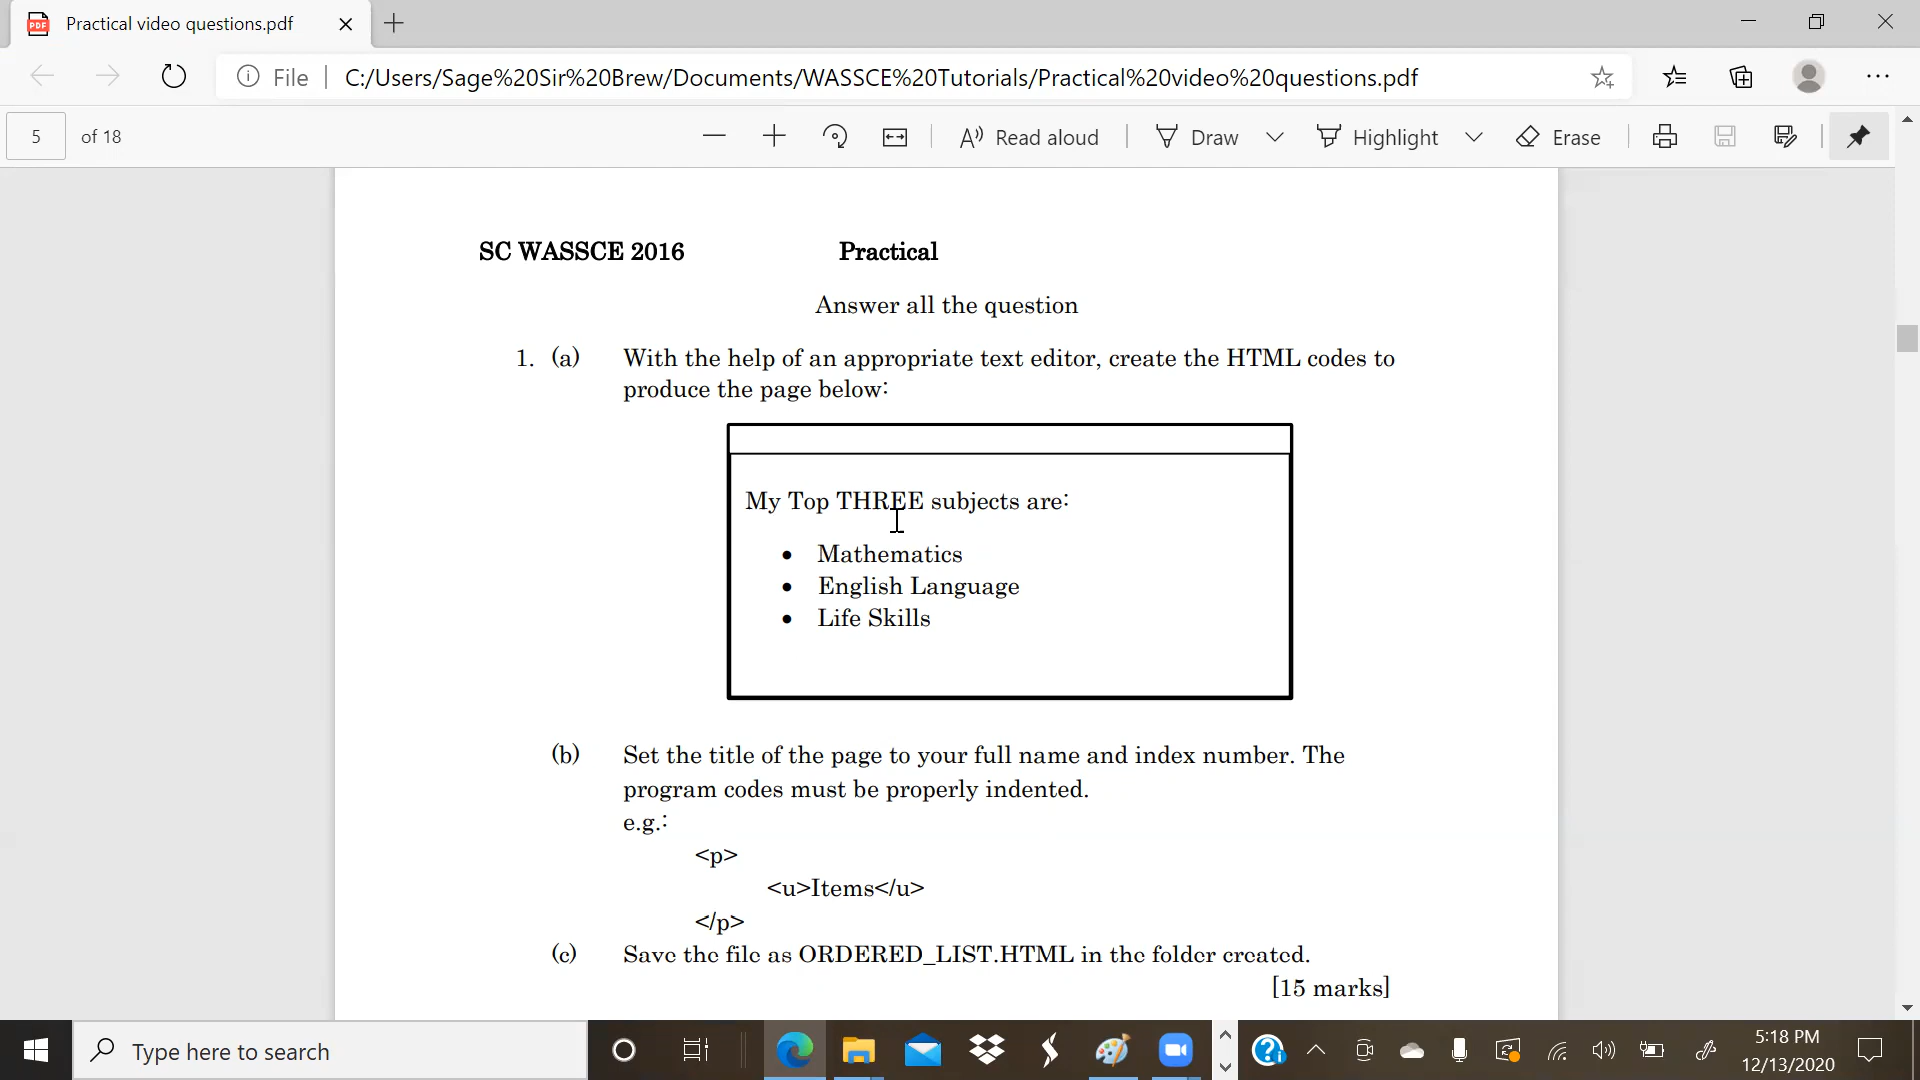 Practical video questions.pdf
File
C:/Users/Sage%20Sir%20Brew/Documents/WASSCE%20Tutorials/Practical%20video%20questions.pdf
5 of 18
Read aloud
Draw
Highlight
Erase
SC WASSCE 2016 Practical
Answer all the question
1. (a) With the help of an appropriate text editor, create the HTML codes to
produce the page below:
My Top THREE subjects are:
• Mathematics
• English Language
• Life Skills
(b) Set the title of the page to your full name and index number. The
program codes must be properly indented.
e.g.:
<p>
<u>Items</u>
</p>
(c) Save the file as ORDERED_LIST.HTML in the folder created.
[15 marks]
Type here to search
5:18 PM
12/13/2020